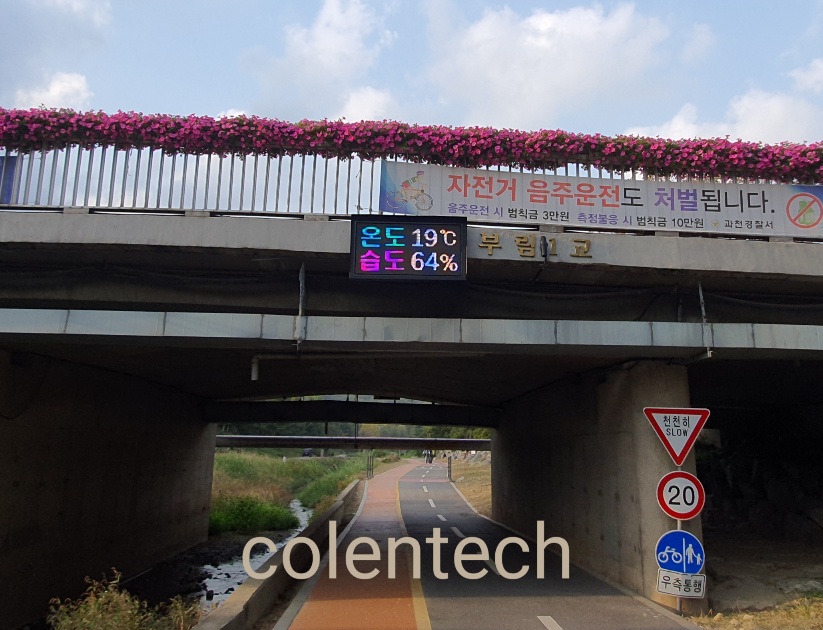 자전거 음주운전도 처벌됩니다.
음주운전 시 범칙금 3만원 측정불응 시 범칙금 10만원 과천경찰서
온도 19℃
습도 64%
부림1교
천천히
SLOW
20
우측통행
colentech